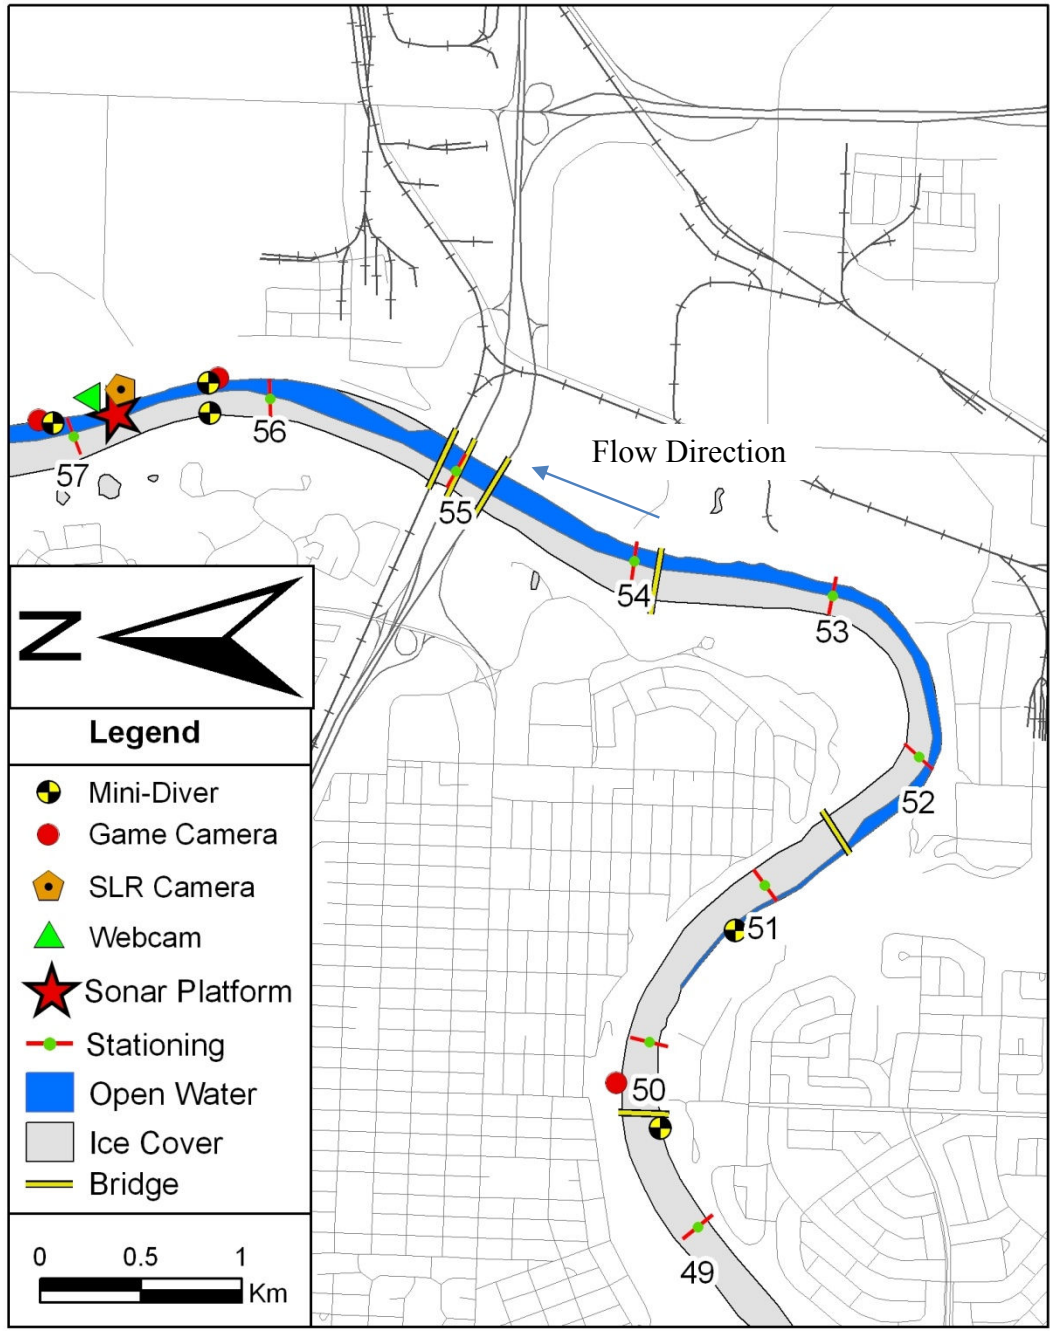 56
57
Flow Direction
55
54
53
N
Legend
52
Mini-Diver
Game Camera
SLR Camera
51
Webcam
Sonar Platform
Stationing
50
Open Water
Ice Cover
Bridge
0 0.5 1
Km
49